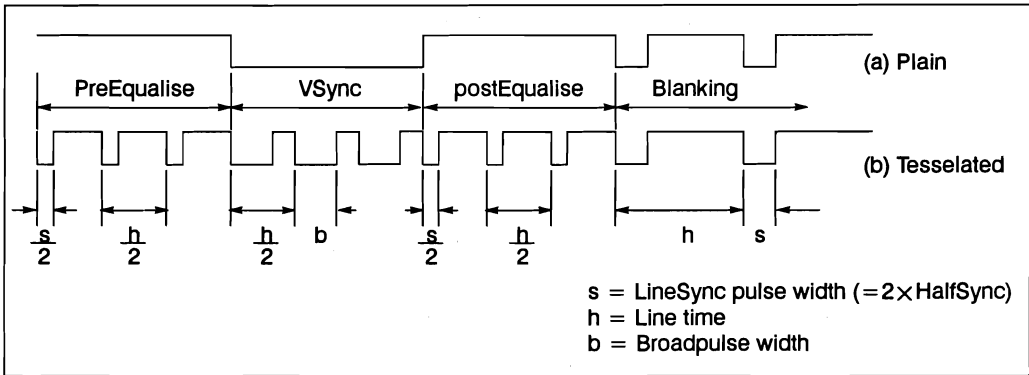 (a) Plain
PreEqualise VSync postEqualise Blanking
(b) Tesselated
s/2 h/2 h/2 b s/2 h/2 h s
s = LineSync pulse width (=2×HalfSync)
h = Line time
b = Broadpulse width